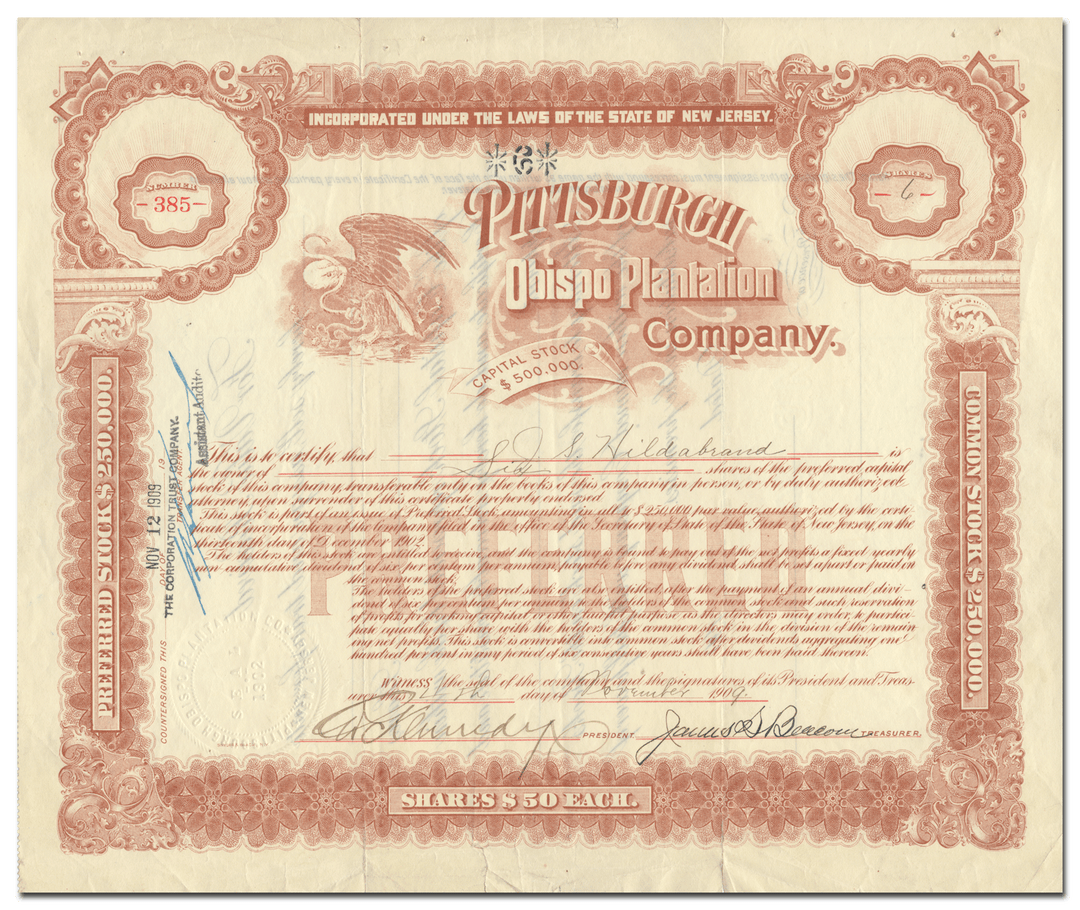 INCORPORATED UNDER THE LAWS OF THE STATE OF NEW JERSEY.
*6*
NUMBER
-385-
SHARES
-6-
PITTSBURGH
Obispo Plantation
Company.
CAPITAL STOCK
$500,000.
PREFERRED STOCK $250,000.
COMMON STOCK $250,000.
This is to certify, that Sid S. Hildabrand is
the owner of Six shares of the preferred capital
stock of this company, transferable only on the books of this company in person, or by duly authorized
attorney, upon surrender of this certificate properly endorsed.
This stock is part of an issue of Preferred Stock amounting in all to $250,000 par value, authorized by the certi-
ficate of incorporation of the company filed in the office of the Secretary of State of the State of New Jersey, on the
thirteenth day of December 1902.
The holders of this stock are entitled to receive, and the company is bound to pay out of the net profits a fixed yearly
non-cumulative dividend of six per centum per annum payable before any dividend shall be set apart or paid on
the common stock.
The holders of the preferred stock are also entitled, after the payment of an annual divi-
dend of six per centum per annum to the holders of the common stock and such reservation
of profits for working capital or other lawful purpose as the directors may order, to partici-
pate equally per share with the holders of the common stock in the division of the remain-
ing net profits. This stock is convertible into common stock after dividends aggregating one
hundred per cent in any period of six consecutive years shall have been paid thereon.
PREFERRED
WITNESS the seal of the company and the signatures of its President and Treas-
urer this day of November 1909.
Kennedy PRESIDENT. James S. Beacom TREASURER.
COUNTERSIGNED THIS
DAY OF 19
NOV 12 1909
THE CORPORATION TRUST COMPANY.
Assistant Auditor
OBISPO PLANTATION COMPANY
1902
SHARES $50 EACH.